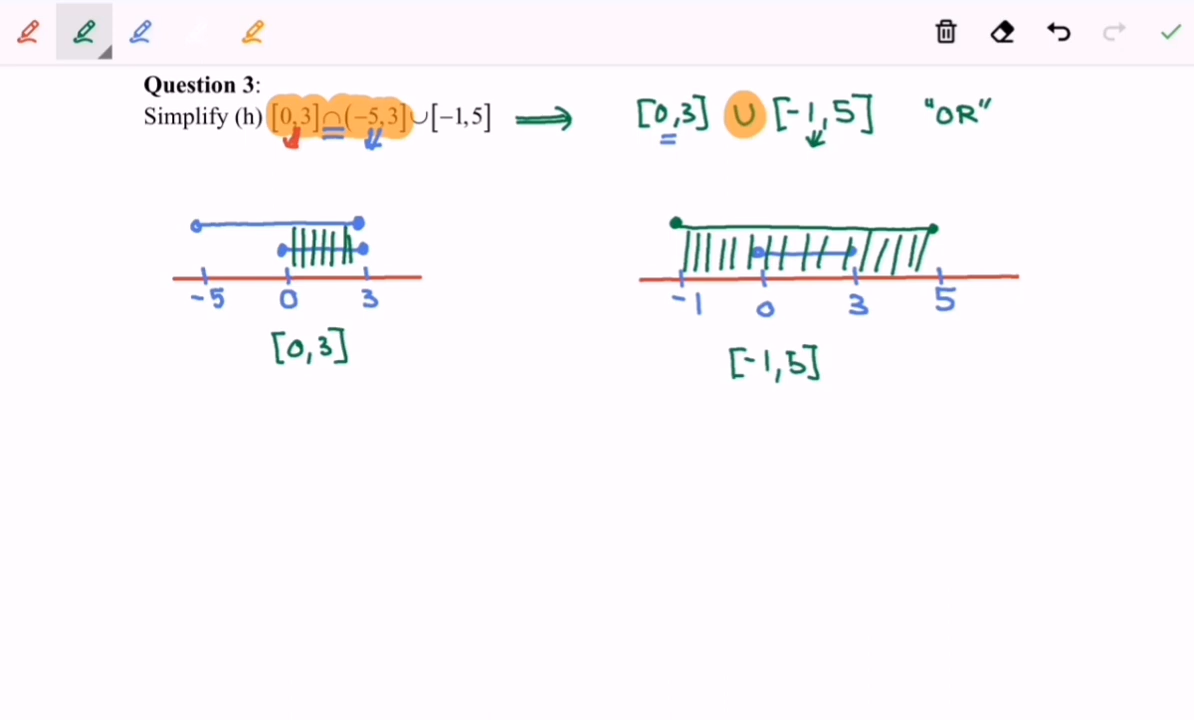 Question 3:
Simplify (h) [0,3]∩(−5,3]∪[−1,5] ⟹ [0,3] ∪ [-1,5] "OR"
-5 0 3
-1 0 3 5
[0,3]
[-1,5]